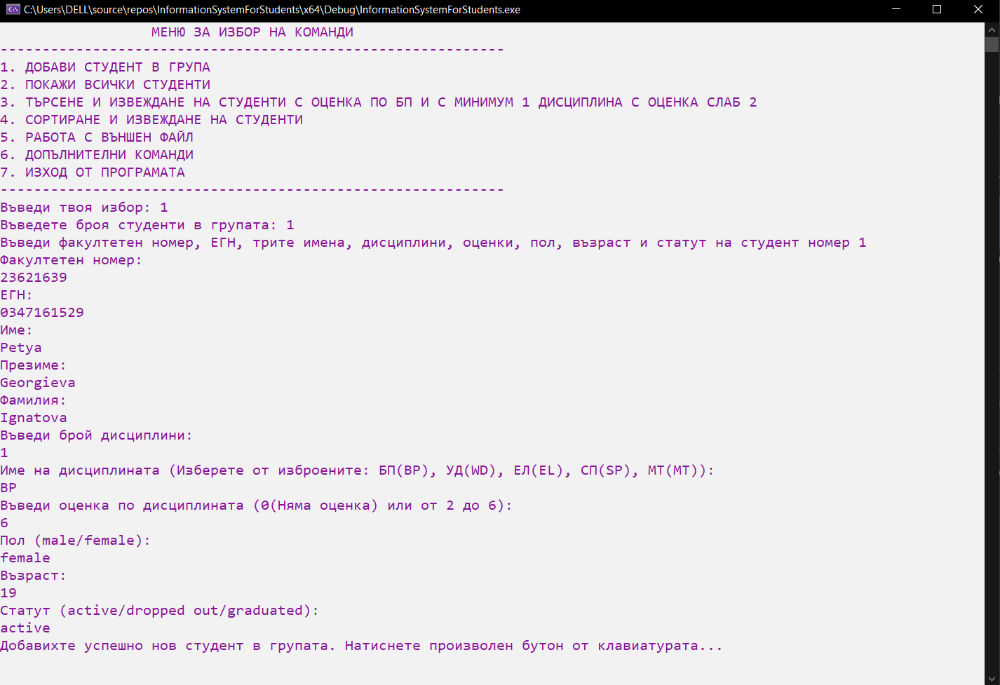 C:\Users\DELL\source\repos\InformationSystemForStudents\x64\Debug\InformationSystemForStudents.exe
МЕНЮ ЗА ИЗБОР НА КОМАНДИ
------------------------------------------------------------
1. ДОБАВИ СТУДЕНТ В ГРУПА
2. ПОКАЖИ ВСИЧКИ СТУДЕНТИ
3. ТЪРСЕНЕ И ИЗВЕЖДАНЕ НА СТУДЕНТИ С ОЦЕНКА ПО БП И С МИНИМУМ 1 ДИСЦИПЛИНА С ОЦЕНКА СЛАБ 2
4. СОРТИРАНЕ И ИЗВЕЖДАНЕ НА СТУДЕНТИ
5. РАБОТА С ВЪНШЕН ФАЙЛ
6. ДОПЪЛНИТЕЛНИ КОМАНДИ
7. ИЗХОД ОТ ПРОГРАМАТА
------------------------------------------------------------
Въведи твоя избор: 1
Въведете броя студенти в групата: 1
Въведи факултетен номер, ЕГН, трите имена, дисциплини, оценки, пол, възраст и статут на студент номер 1
Факултетен номер:
23621639
ЕГН:
0347161529
Име:
Petya
Презиме:
Georgieva
Фамилия:
Ignatova
Въведи брой дисциплини:
1
Име на дисциплината (Изберете от изброените: БП(BP), УД(WD), ЕЛ(EL), СП(SP), МТ(MT)):
BP
Въведи оценка по дисциплината (0(Няма оценка) или от 2 до 6):
6
Пол (male/female):
female
Възраст:
19
Статут (active/dropped out/graduated):
active
Добавихте успешно нов студент в групата. Натиснете произволен бутон от клавиатурата...